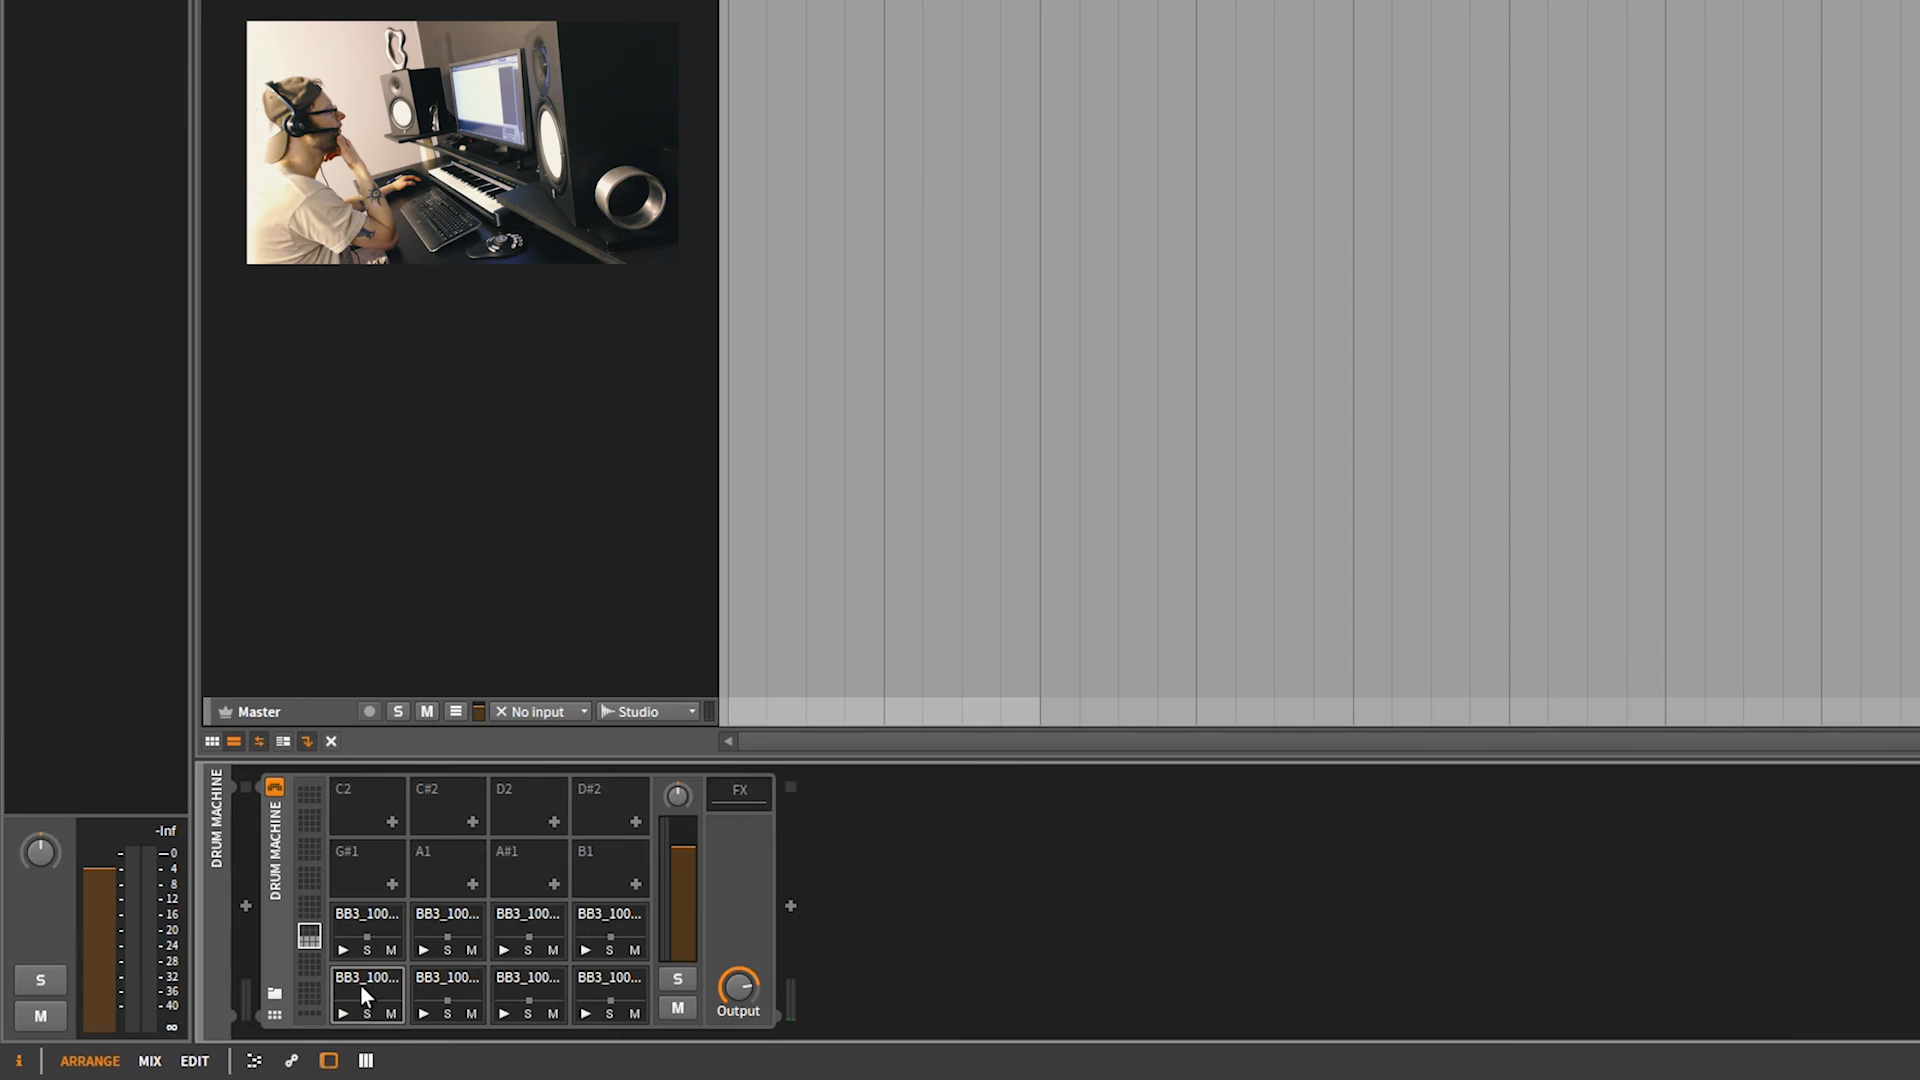 Master S M No input Studio
DRUM MACHINE
DRUM MACHINE
C2 C#2 D2 D#2 FX
G#1 A1 A#1 B1
BB3_100... BB3_100... BB3_100... BB3_100...
S M S M S M S M
BB3_100... BB3_100... BB3_100... BB3_100...
S M S M S M S M
S
M
Output
-Inf
0
4
8
12
16
20
24
28
32
36
40
∞
S
M
i ARRANGE MIX EDIT